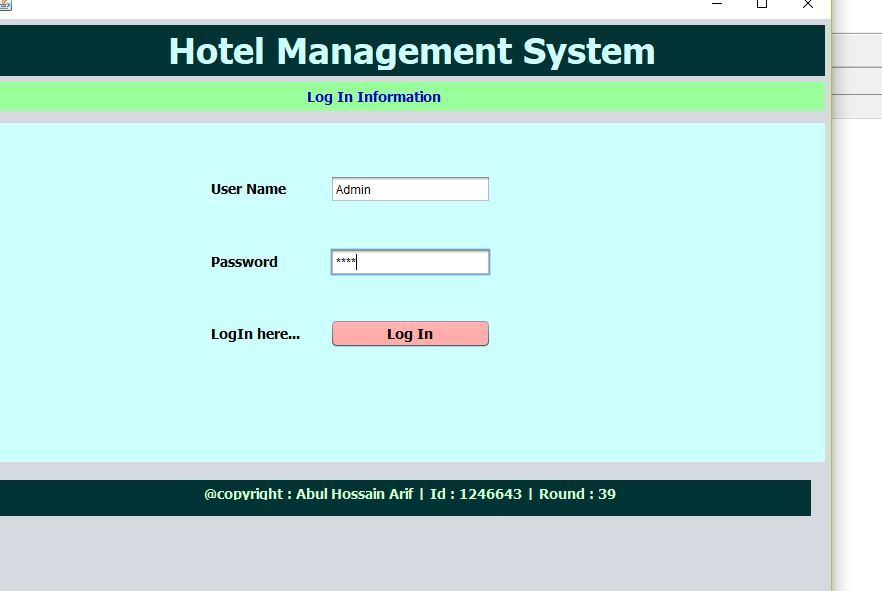 Hotel Management System
Log In Information
User Name Admin
Password ****
LogIn here... Log In
@copyright : Abul Hossain Arif | Id : 1246643 | Round : 39